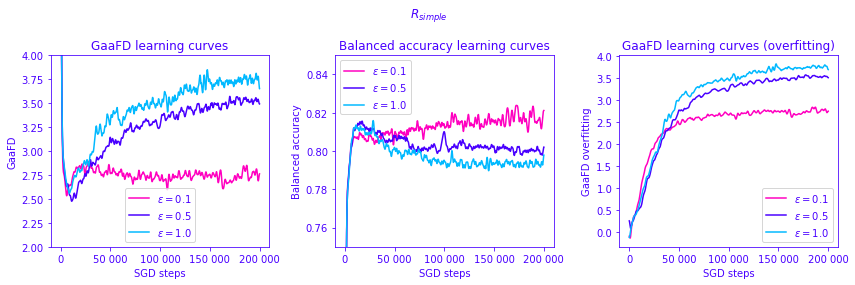 R_simple
GaaFD learning curves
Balanced accuracy learning curves
GaaFD learning curves (overfitting)
GaaFD
4.00
3.75
3.50
3.25
3.00
2.75
2.50
2.25
2.00
ε = 0.1
ε = 0.5
ε = 1.0
0 50 000 100 000 150 000 200 000
SGD steps
Balanced accuracy
0.84
0.82
0.80
0.78
0.76
ε = 0.1
ε = 0.5
ε = 1.0
0 50 000 100 000 150 000 200 000
SGD steps
GaaFD overfitting
4.0
3.5
3.0
2.5
2.0
1.5
1.0
0.5
0.0
ε = 0.1
ε = 0.5
ε = 1.0
0 50 000 100 000 150 000 200 000
SGD steps